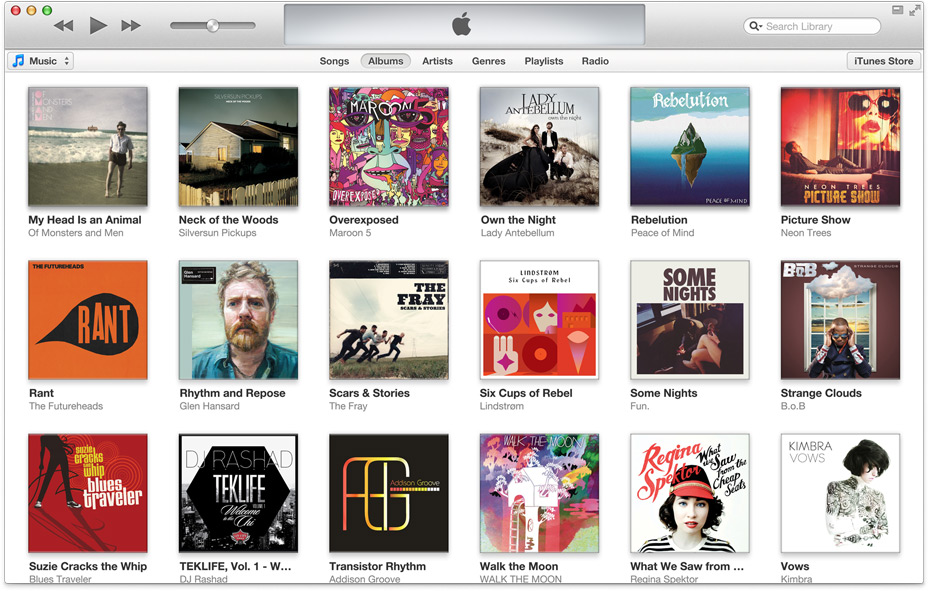 Search Library
Music
Songs Albums Artists Genres Playlists Radio
iTunes Store
OF
MONSTERS
AND
MEN
SILVERSUN PICKUPS
NECK OF THE WOODS
MAROON 5
OVEREXPOSED
LADY
ANTEBELLUM
own the night
Rebelution
PEACE OF MIND
NEON TREES
PICTURE SHOW
My Head Is an Animal
Of Monsters and Men
Neck of the Woods
Silversun Pickups
Overexposed
Maroon 5
Own the Night
Lady Antebellum
Rebelution
Peace of Mind
Picture Show
Neon Trees
THE FUTUREHEADS
RANT
Glen
Hansard
THE
FRAY
SCARS & STORIES
LINDSTRØM
Six Cups of Rebel
SOME
NIGHTS
B.o.B
STRANGE CLOUDS
Rant
The Futureheads
Rhythm and Repose
Glen Hansard
Scars & Stories
The Fray
Six Cups of Rebel
Lindstrøm
Some Nights
Fun.
Strange Clouds
B.o.B
suzie
cracks
the
whip
blues
traveler
DJ RASHAD
TEKLIFE
VOLUME 1
Welcome
to the
Chi
AG
Addison Groove
WALK THE MOON
Regina
Spektor
What
we Saw
from the
Cheap
Seats
KIMBRA
VOWS
Suzie Cracks the Whip
Blues Traveler
TEKLIFE, Vol. 1 - W...
DJ Rashad
Transistor Rhythm
Addison Groove
Walk the Moon
WALK THE MOON
What We Saw from ...
Regina Spektor
Vows
Kimbra